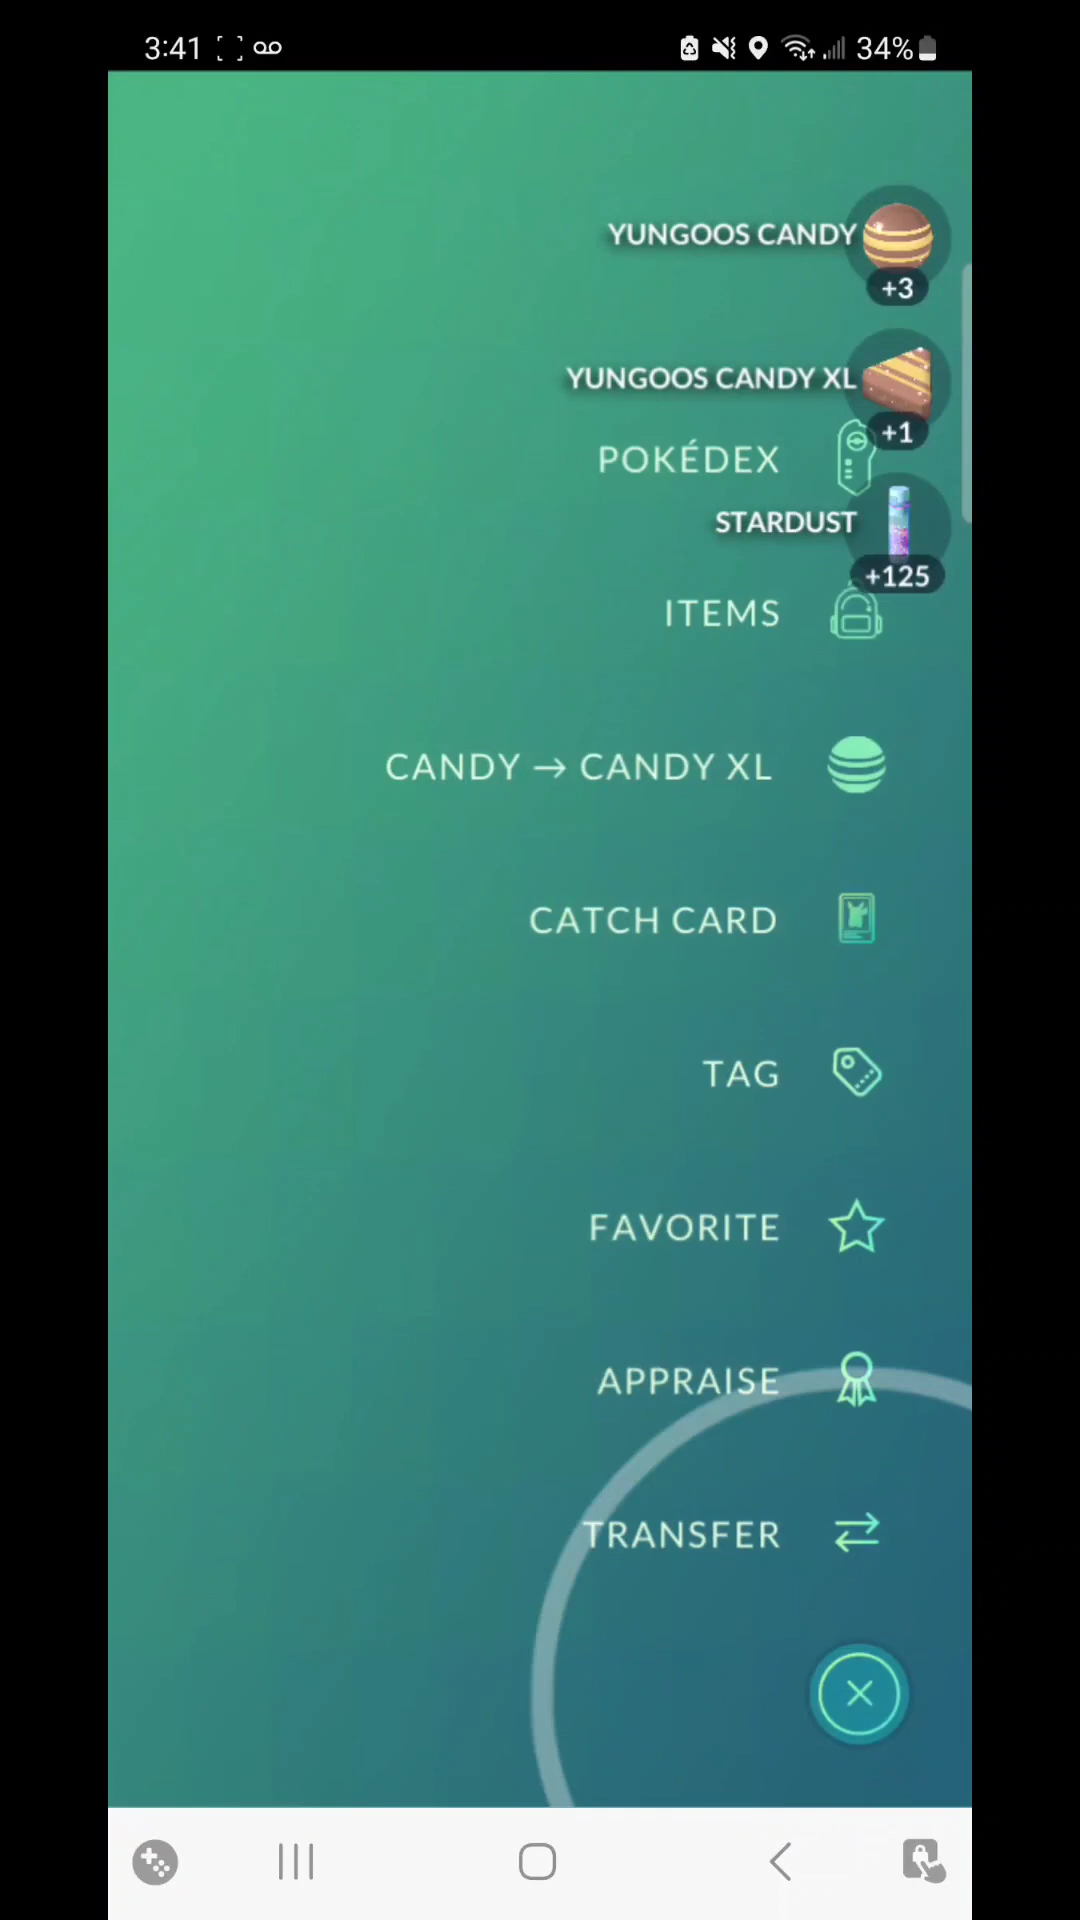 3:41 34%
YUNGOOS CANDY
+3
YUNGOOS CANDY XL
+1
POKÉDEX
STARDUST
+125
ITEMS
CANDY → CANDY XL
CATCH CARD
TAG
FAVORITE
APPRAISE
TRANSFER